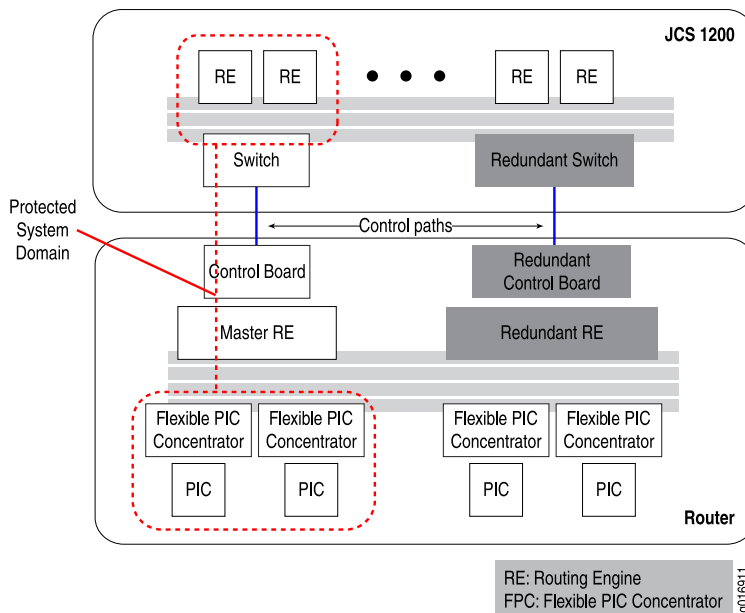 JCS 1200
RE
RE
RE
RE
Switch
Redundant Switch
Protected
System
Domain
Control paths
Control Board
Redundant
Control Board
Master RE
Redundant RE
Flexible PIC
Concentrator
Flexible PIC
Concentrator
Flexible PIC
Concentrator
Flexible PIC
Concentrator
PIC
PIC
PIC
PIC
Router
RE: Routing Engine
FPC: Flexible PIC Concentrator
g016911